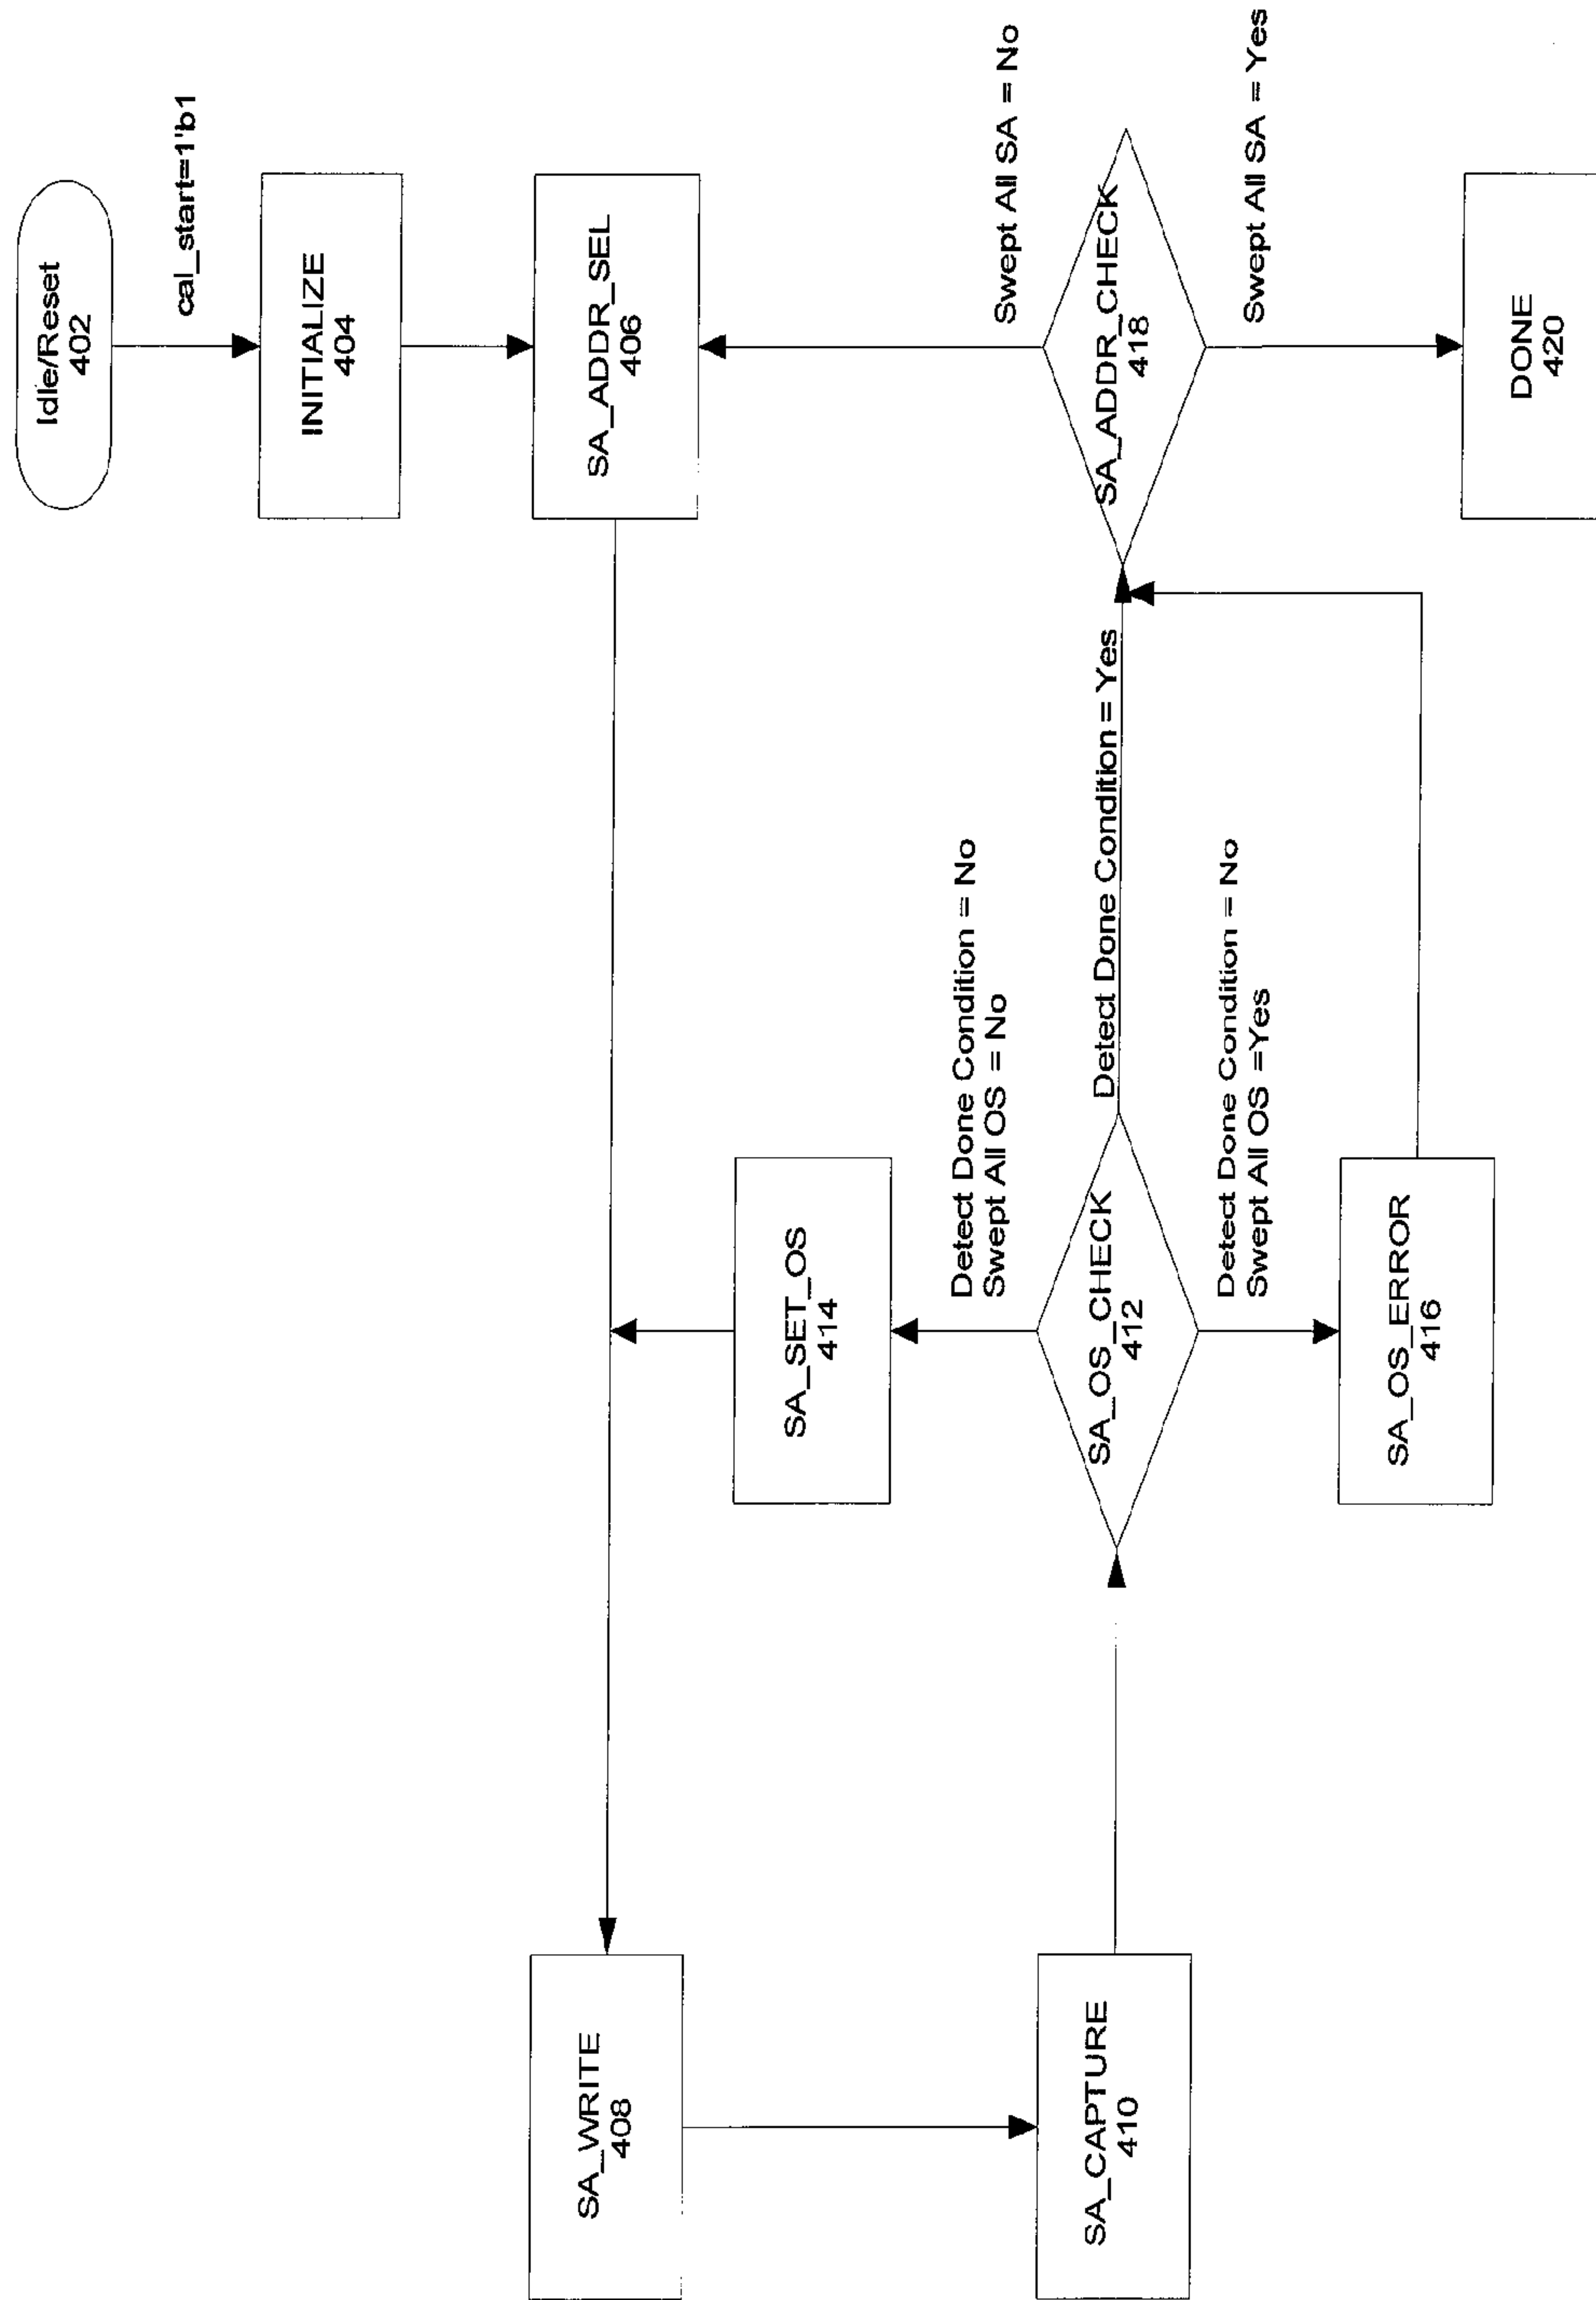 Idle/Reset
402
cal_start=1'b1
INITIALIZE
404
SA_ADDR_SEL
406
SA_WRITE
408
SA_CAPTURE
410
SA_SET_OS
414
Detect Done Condition = No
Swept All OS = No
SA_OS_CHECK
412
Detect Done Condition = Yes
Detect Done Condition = No
Swept All OS =Yes
SA_OS_ERROR
416
Swept All SA = No
SA_ADDR_CHECK
418
Swept All SA = Yes
DONE
420